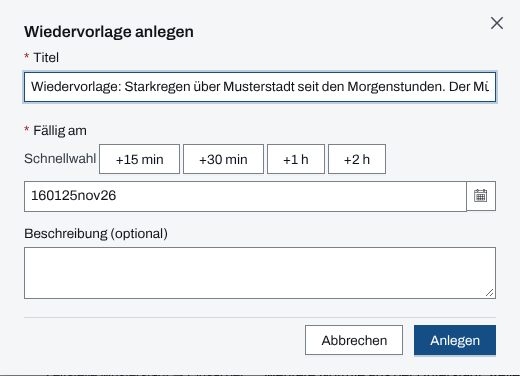 Wiedervorlage anlegen
* Titel
Wiedervorlage: Starkregen über Musterstadt seit den Morgenstunden. Der
* Fällig am
Schnellwahl +15 min +30 min +1 h +2 h
160125nov26
Beschreibung (optional)
Abbrechen Anlegen